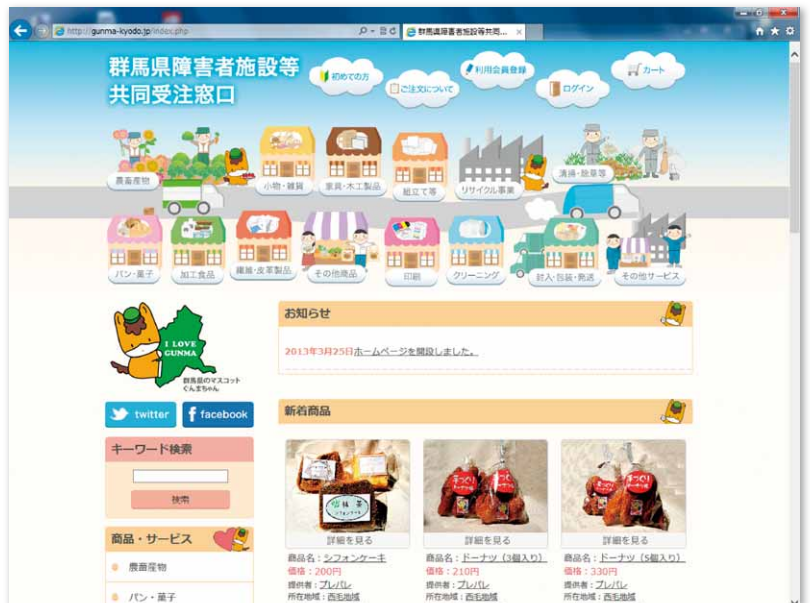 http://gunma-kyodo.jp/index.php
群馬県障害者施設等共同...
群馬県障害者施設等
共同受注窓口
初めての方
ご注文について
利用会員登録
ログイン
カート
農畜産物
小物・雑貨
家具・木工製品
組立て等
リサイクル事業
清掃・除草等
パン・菓子
加工食品
繊維・皮革製品
その他商品
印刷
クリーニング
封入・包装・発送
その他サービス
I LOVE
GUNMA
群馬県のマスコット
ぐんまちゃん
twitter
facebook
キーワード検索
検索
商品・サービス
農畜産物
パン・菓子
お知らせ
2013年3月25日ホームページを開設しました。
新着商品
詳細を見る
商品名：シフォンケーキ
価格：200円
提供者：プレパレ
所在地域：西毛地域
詳細を見る
商品名：ドーナツ（3個入り）
価格：210円
提供者：プレパレ
所在地域：西毛地域
詳細を見る
商品名：ドーナツ（5個入り）
価格：330円
提供者：プレパレ
所在地域：西毛地域